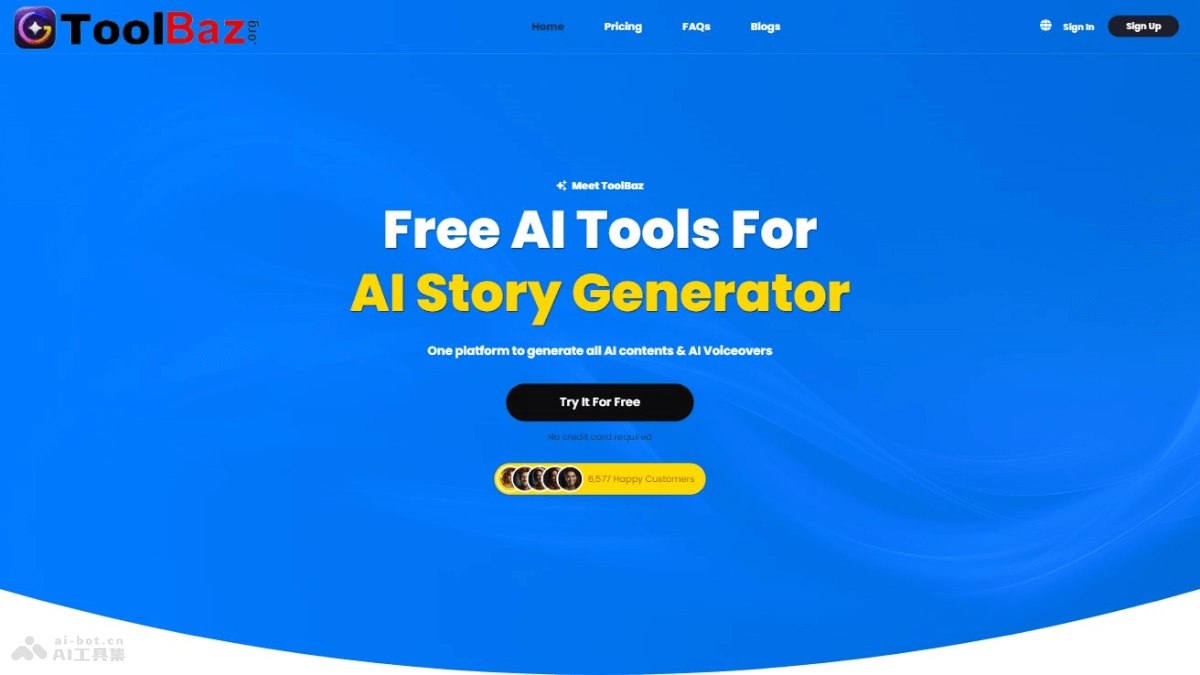 ToolBaz.org
Home
Pricing
FAQs
Blogs
Sign In
Sign Up
Meet ToolBaz
Free AI Tools For
AI Story Generator
One platform to generate all AI contents & AI Voiceovers
Try It For Free
No credit card required
6,577 Happy Customers
ai-bot.cn
AI工具集